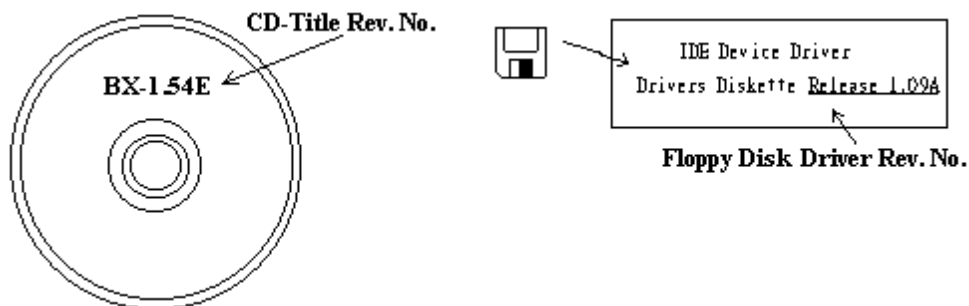 CD-Title Rev. No.
BX-1.54E
IDE Device Driver
Drivers Diskette Release 1.09A
Floppy Disk Driver Rev. No.